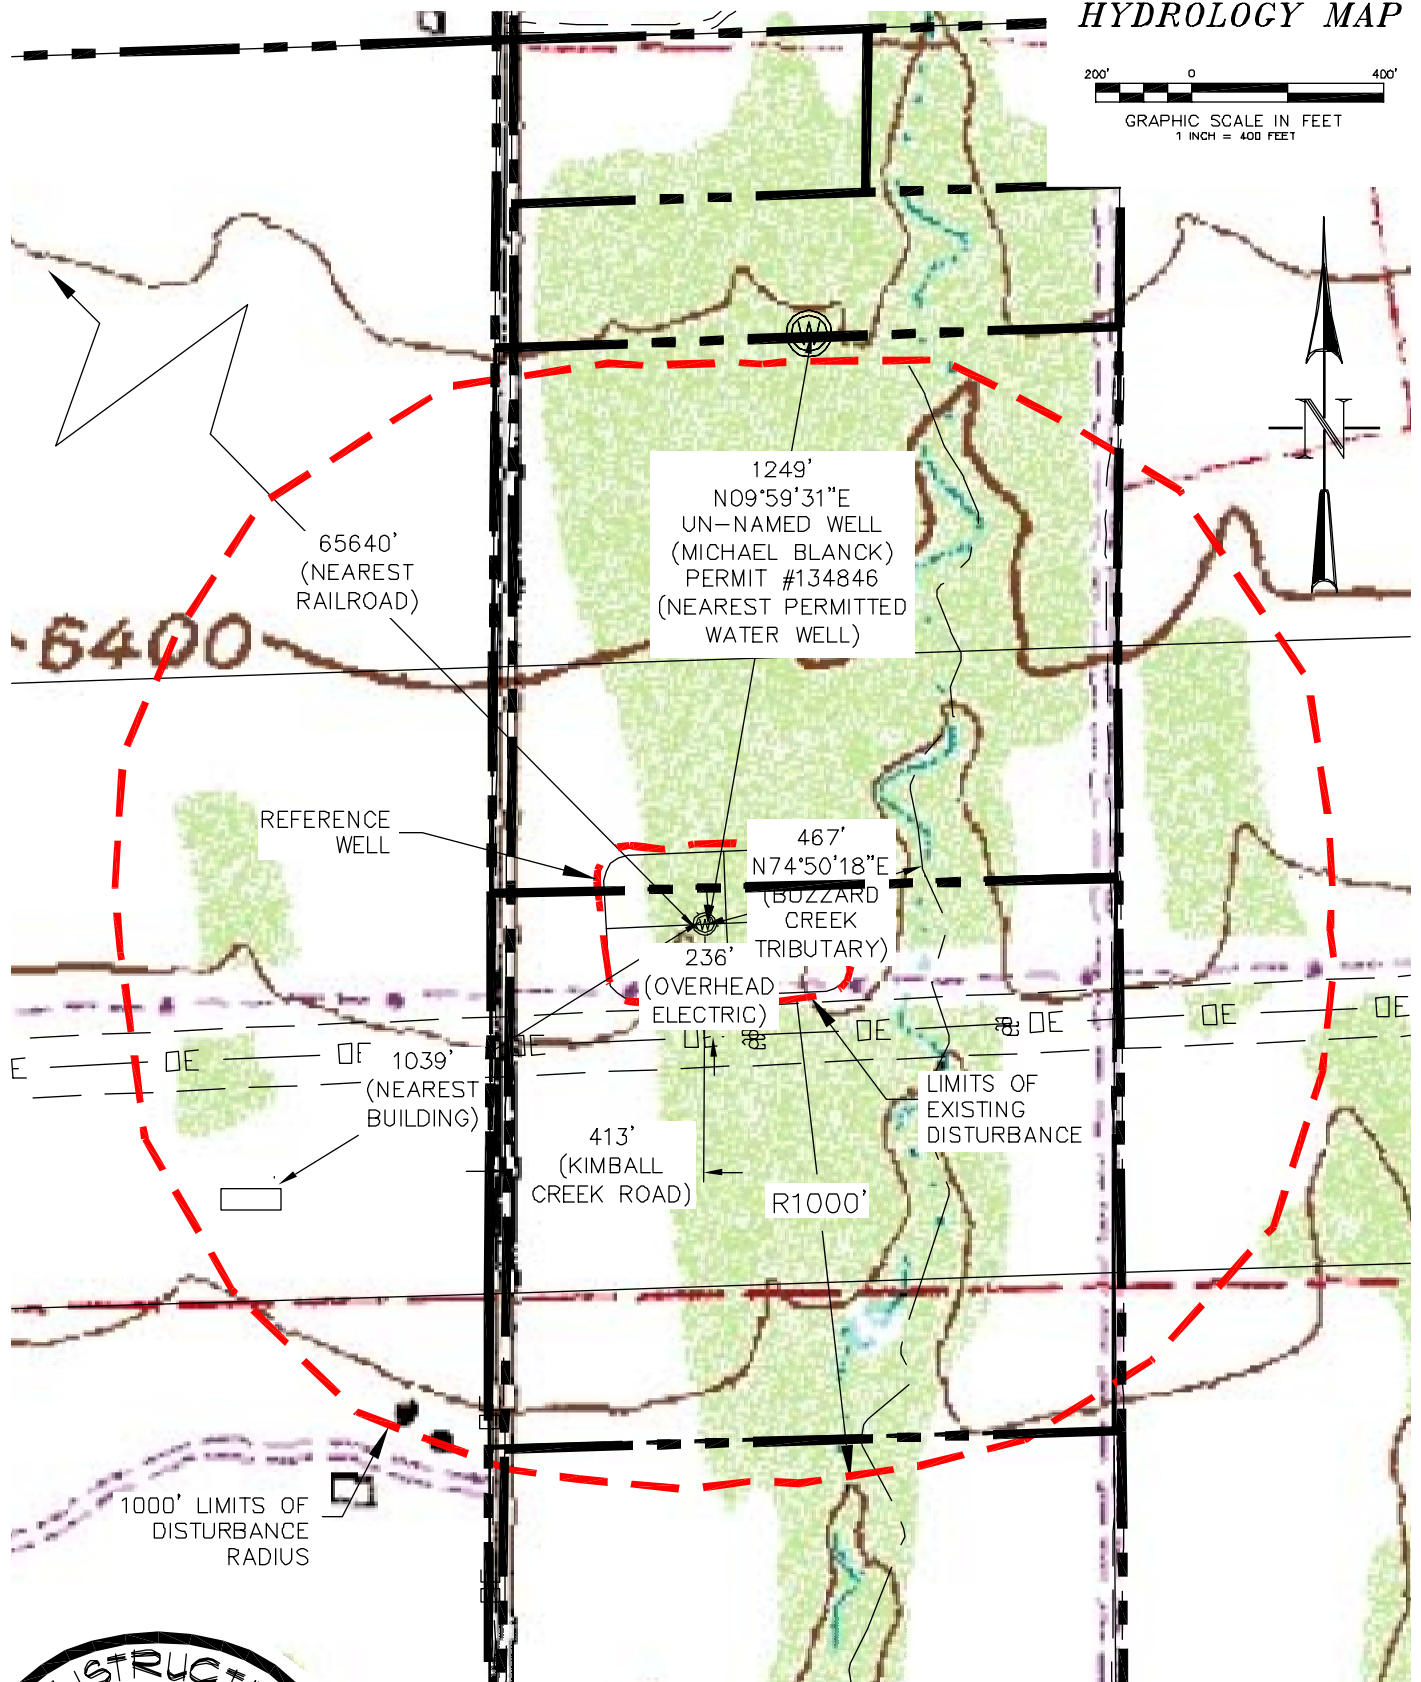 HYDROLOGY MAP
200' 0 400'
GRAPHIC SCALE IN FEET
1 INCH = 400 FEET
N
W
1249'
N09°59'31"E
UN-NAMED WELL
(MICHAEL BLANCK)
PERMIT #134846
(NEAREST PERMITTED
WATER WELL)
65640'
(NEAREST
RAILROAD)
6400
REFERENCE
WELL
467'
N74°50'18"E
(BUZZARD
CREEK
TRIBUTARY)
W
236'
(OVERHEAD
ELECTRIC)
OE
OE
OE
OE
OE
OE
E
1039'
(NEAREST
BUILDING)
LIMITS OF
EXISTING
DISTURBANCE
413'
(KIMBALL
CREEK ROAD)
R1000'
1000' LIMITS OF
DISTURBANCE
RADIUS